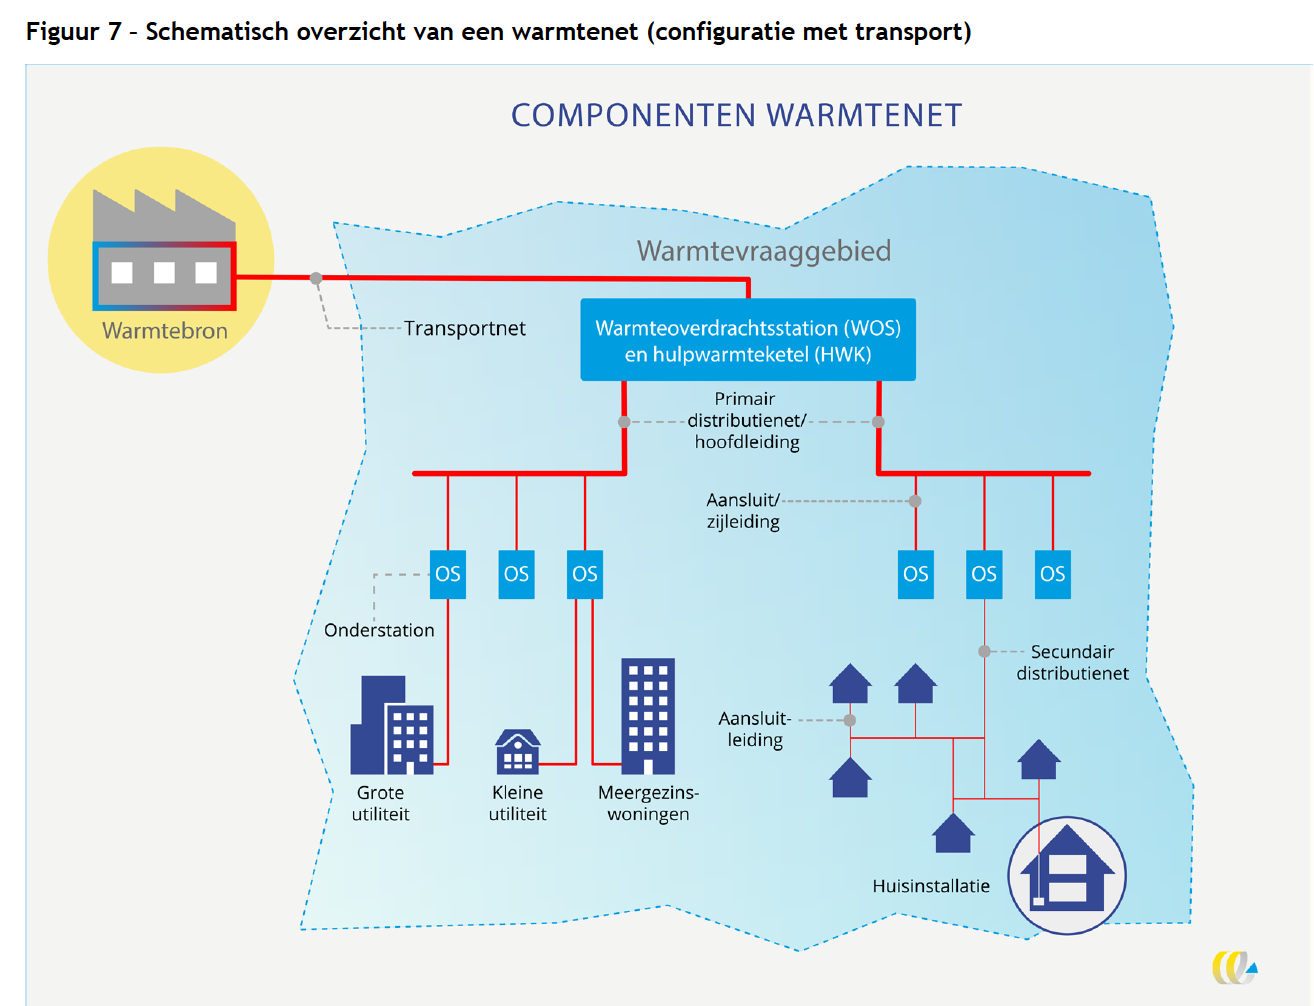 Figuur 7 – Schematisch overzicht van een warmtenet (configuratie met transport)
COMPONENTEN WARMTENET
Warmtevraaggebied
Warmtebron
Transportnet
Warmteoverdrachtsstation (WOS)
en hulpwarmteketel (HWK)
Primair
distributienet/
hoofdleiding
Aansluit/
zijleiding
OS
OS
OS
OS
OS
OS
Onderstation
Secundair
distributienet
Aansluit-
leiding
Grote
utiliteit
Kleine
utiliteit
Meergezins-
woningen
Huisinstallatie